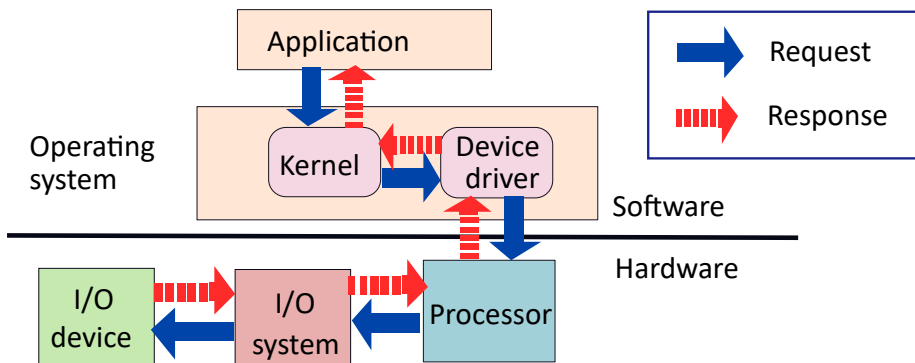 Application
Request
Response
Operating
system
Kernel
Device
driver
Software
Hardware
I/O
device
I/O
system
Processor